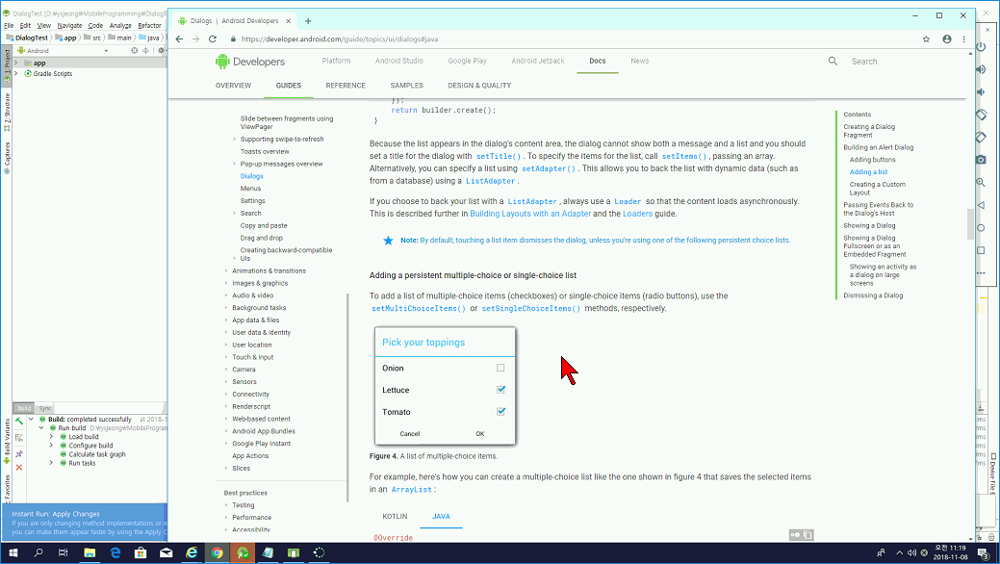 DialogTest [D:₩ysjeong₩MobileProgramming₩DialogT
File Edit View Navigate Code Analyze Refactor
DialogTest app src main java
Android
app
Gradle Scripts
1: Project
2: Structure
Captures
Build Variants
2: Favorites
Build Sync
Build: completed successfully at 2018-1
Run build D:₩ysjeong₩MobileProgram
Load build
Configure build
Calculate task graph
Run tasks
Instant Run: Apply Changes
If you are only changing method implementations or re
you can make them appear faster by using the Apply C
Dialogs | Android Developers
https://developer.android.com/guide/topics/ui/dialogs#java
Developers
Platform Android Studio Google Play Android Jetpack Docs News
Search
OVERVIEW GUIDES REFERENCE SAMPLES DESIGN & QUALITY
Slide between fragments using
ViewPager
Supporting swipe-to-refresh
Toasts overview
Pop-up messages overview
Dialogs
Menus
Settings
Search
Copy and paste
Drag and drop
Creating backward-compatible
UIs
Animations & transitions
Images & graphics
Audio & video
Background tasks
App data & files
User data & identity
User location
Touch & input
Camera
Sensors
Connectivity
Renderscript
Web-based content
Android App Bundles
Google Play Instant
App Actions
Slices
Best practices
Testing
Performance
Accessibility
});
return builder.create();
}
Because the list appears in the dialog's content area, the dialog cannot show both a message and a list and you should
set a title for the dialog with setTitle(). To specify the items for the list, call setItems(), passing an array.
Alternatively, you can specify a list using setAdapter(). This allows you to back the list with dynamic data (such as
from a database) using a ListAdapter.
If you choose to back your list with a ListAdapter, always use a Loader so that the content loads asynchronously.
This is described further in Building Layouts with an Adapter and the Loaders guide.
Note: By default, touching a list item dismisses the dialog, unless you're using one of the following persistent choice lists.
Adding a persistent multiple-choice or single-choice list
To add a list of multiple-choice items (checkboxes) or single-choice items (radio buttons), use the
setMultiChoiceItems() or setSingleChoiceItems() methods, respectively.
Pick your toppings
Onion
Lettuce
Tomato
Cancel OK
Figure 4. A list of multiple-choice items.
For example, here's how you can create a multiple-choice list like the one shown in figure 4 that saves the selected items
in an ArrayList:
KOTLIN JAVA
@Override
Contents
Creating a Dialog
Fragment
Building an Alert Dialog
Adding buttons
Adding a list
Creating a Custom
Layout
Passing Events Back to
the Dialog's Host
Showing a Dialog
Showing a Dialog
Fullscreen or as an
Embedded Fragment
Showing an activity as
a dialog on large
screens
Dismissing a Dialog
ms
ms
ms
7ms
Device File E
오전 11:19
2018-11-08
3